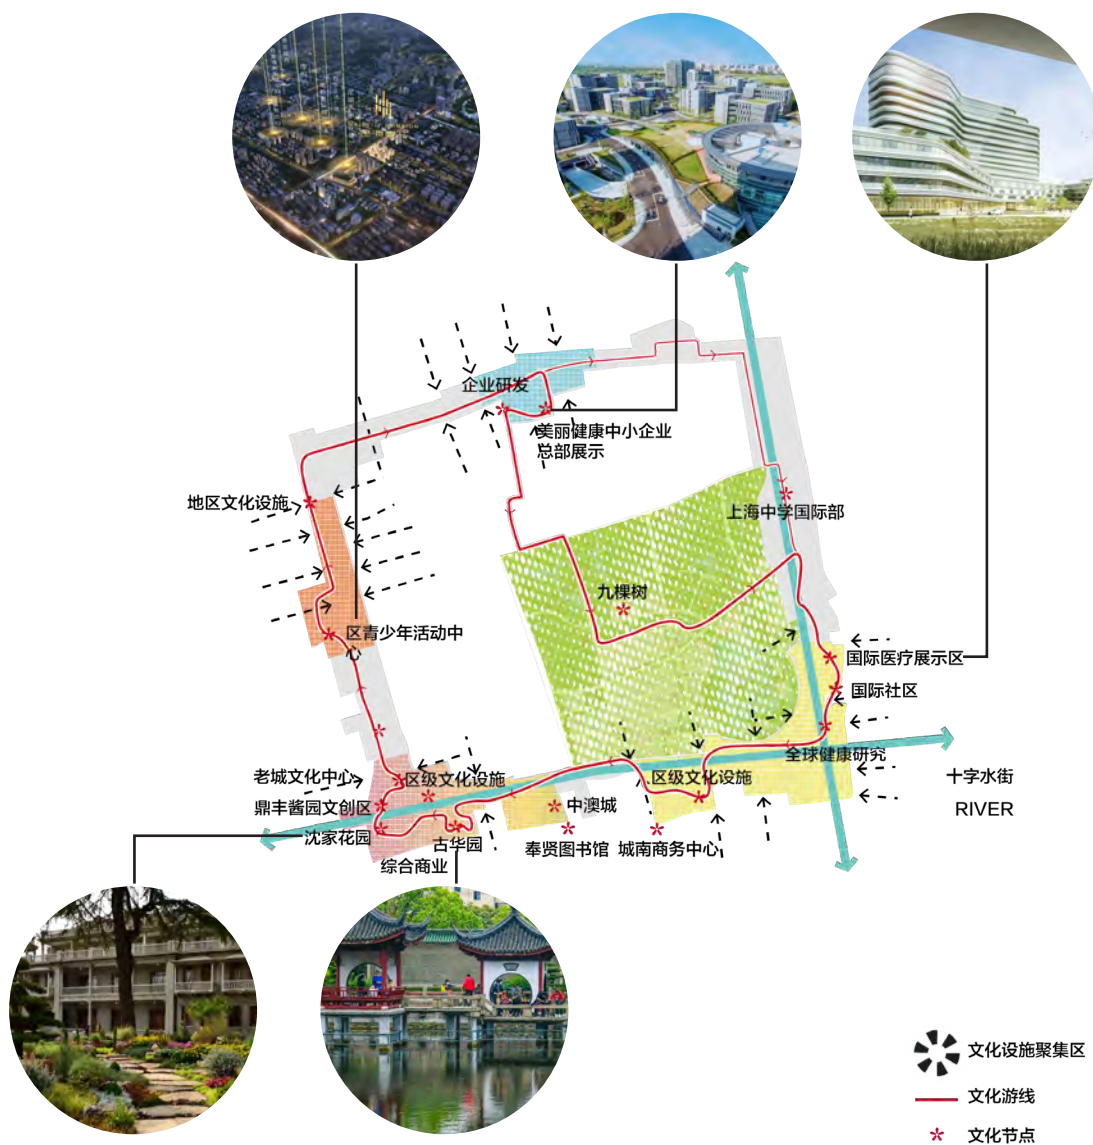 企业研发
美丽健康中小企业
总部展示
地区文化设施
上海中学国际部
九棵树
区青少年活动中
心
国际医疗展示区
国际社区
全球健康研究
老城文化中心
区级文化设施
区级文化设施
十字水街
RIVER
鼎丰酱园文创区
中澳城
沈家花园
古华园
奉贤图书馆
城南商务中心
综合商业
文化设施聚集区
文化游线
文化节点